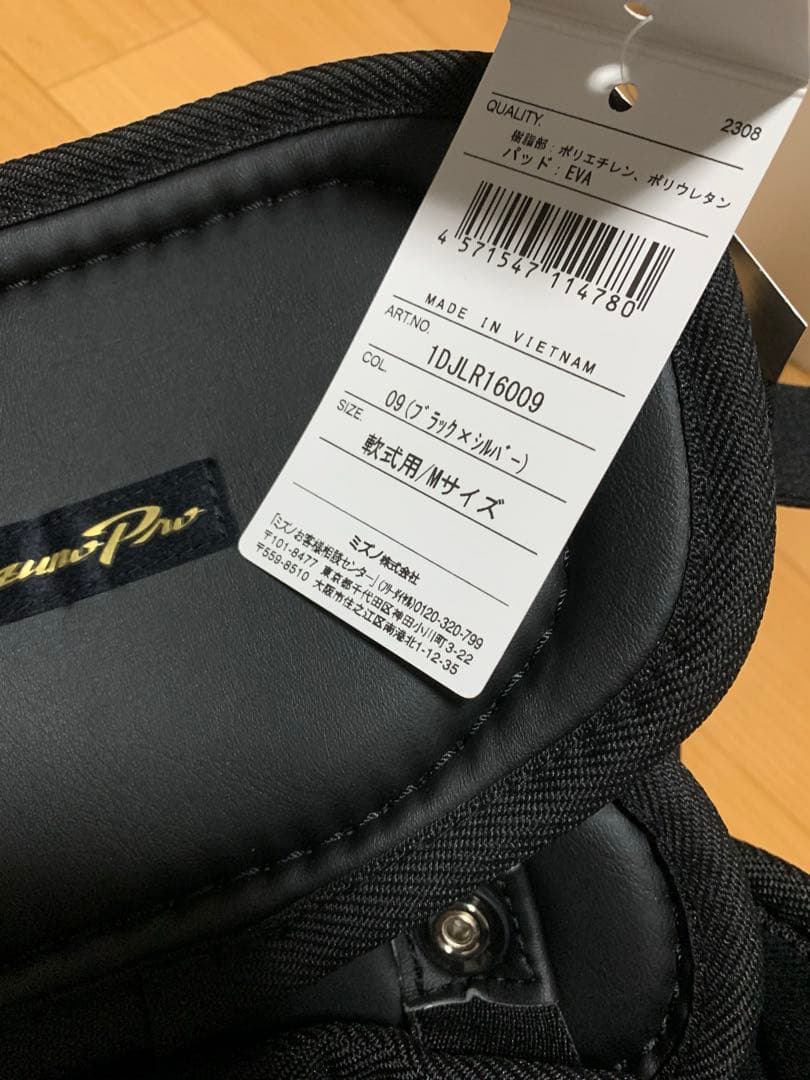 QUALITY. 2308
樹脂部：ポリエチレン、ポリウレタン
パッド：EVA
4 571547 114780
MADE IN VIETNAM
ART.NO. 1DJLR16009
COL. 09(ﾌﾞﾗｯｸ×ｼﾙﾊﾞｰ)
SIZE. 軟式用/Mサイズ
ミズノ株式会社
「ミズノお客様相談センター」(ﾌﾘｰﾀﾞｲﾔﾙ)0120-320-799
〒101-8477 東京都千代田区神田小川町3-22
〒559-8510 大阪市住之江区南港北1-12-35
zuno Pro